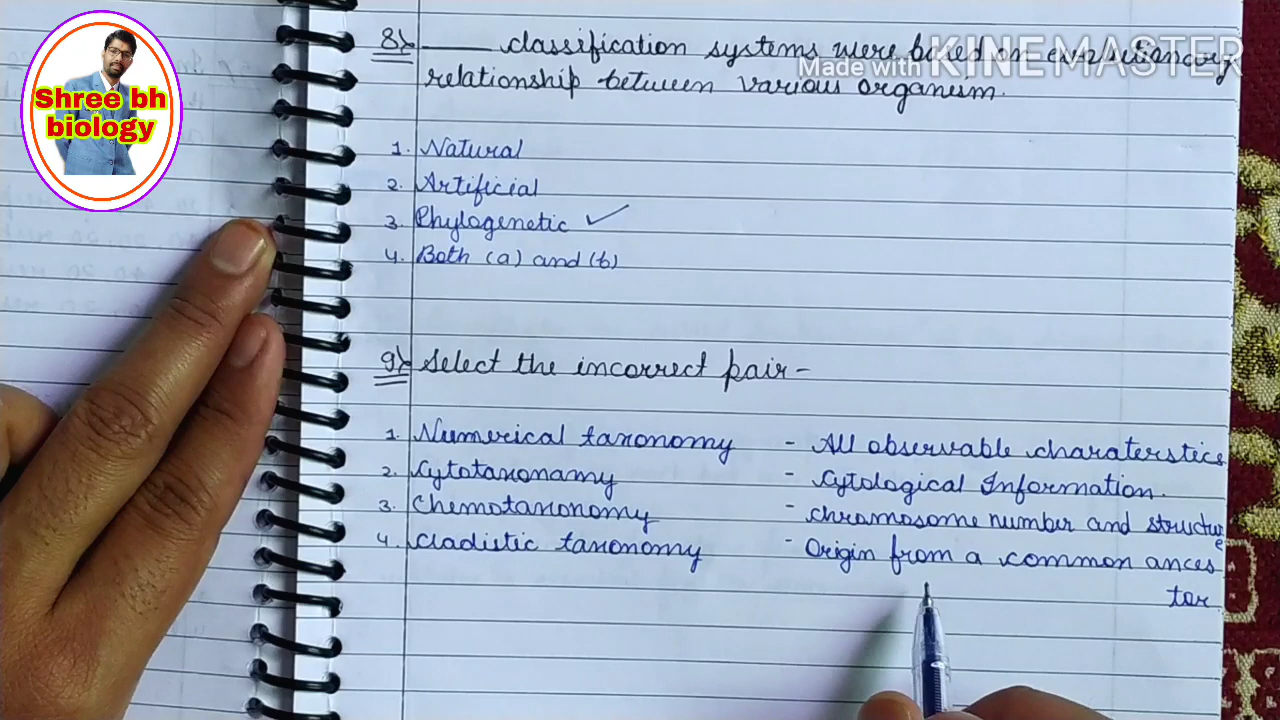 Shree bh
biology
Made with KINEMASTER
8> ____ classification systems were based on evolutionary
relationship between various organism.
1. Natural
2. Artificial
3. Phylogenetic ✓
4. Both (a) and (b)
9> Select the incorrect pair-
1. Numerical taxonomy - All observable charaterstics
2. Cytotaxonamy - Cytological Information.
3. Chemotaxonomy - chromosome number and structure
4. Cladistic taxonomy - Origin from a common ances
tor